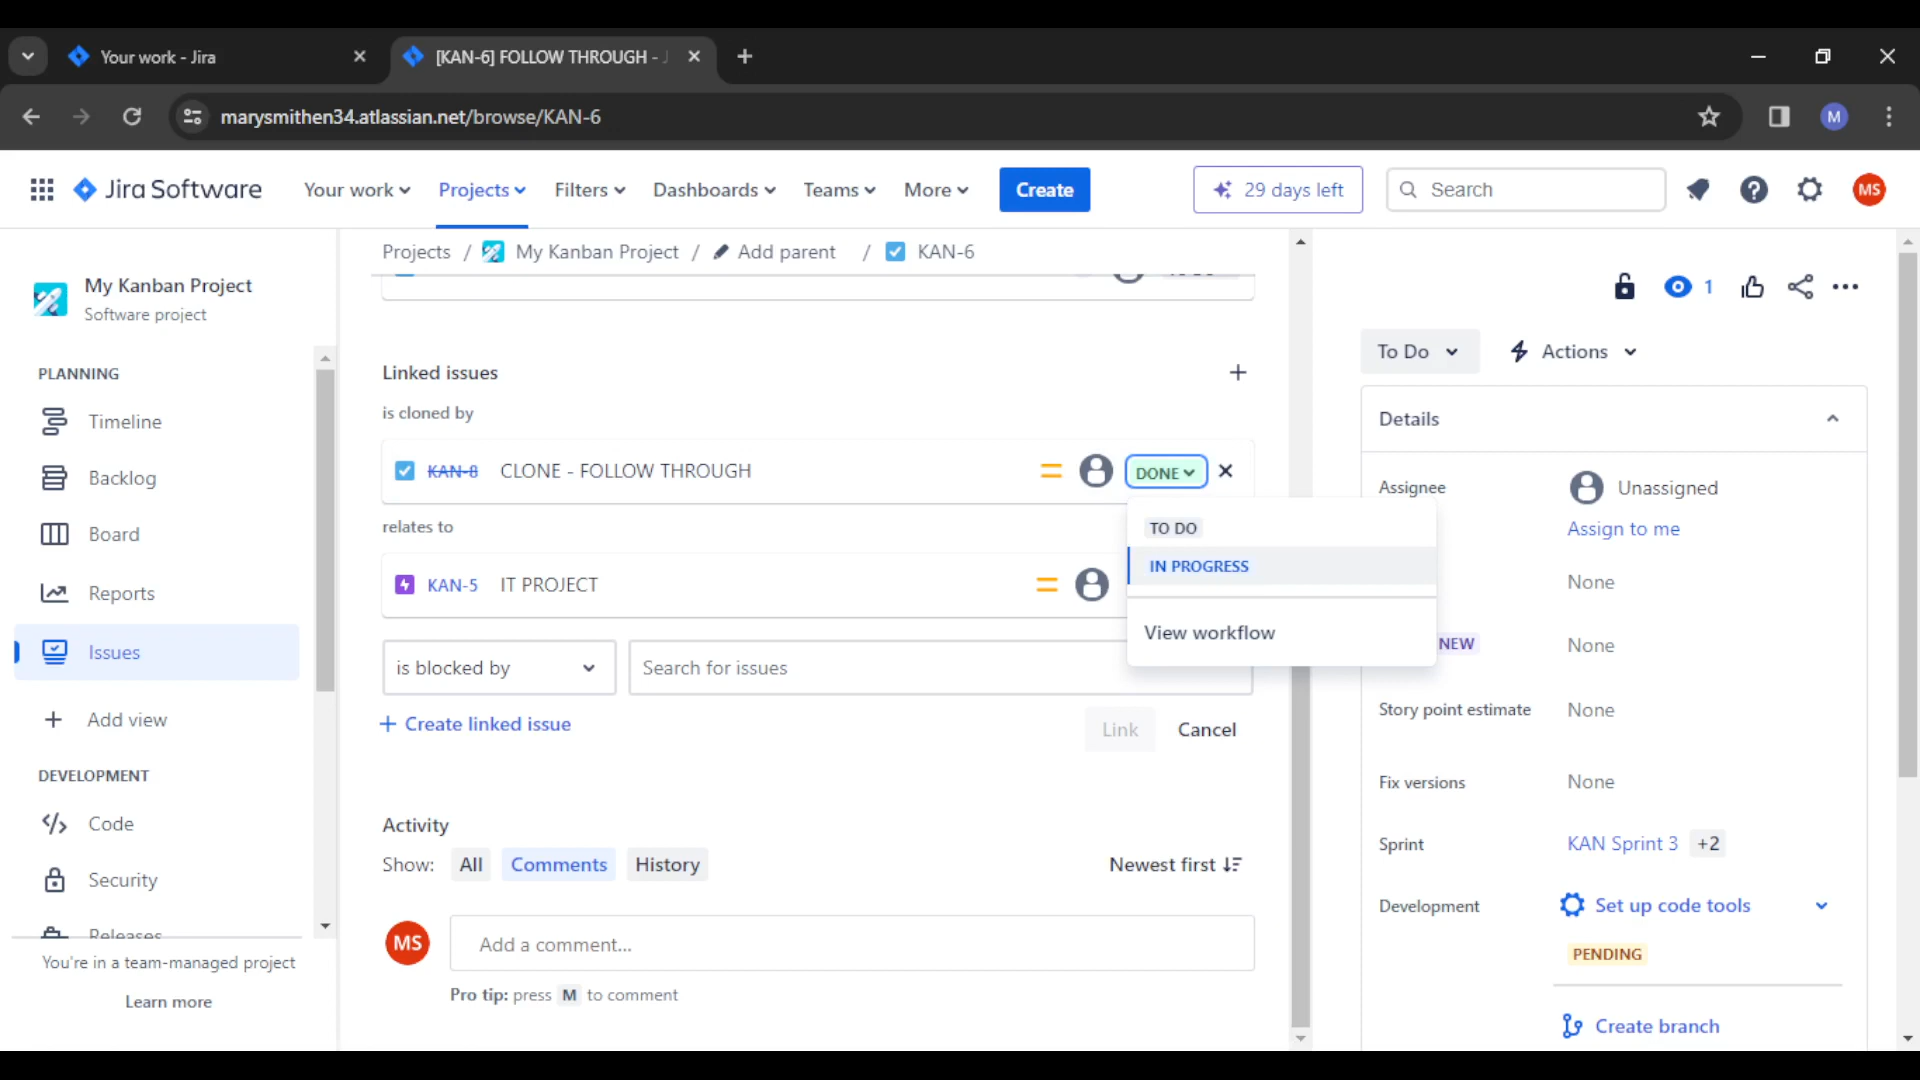 Your work - Jira
[KAN-6] FOLLOW THROUGH -
marysmithen34.atlassian.net/browse/KAN-6
M
Jira Software
Your work
Projects
Filters
Dashboards
Teams
More
Create
29 days left
Search
MS
My Kanban Project
Software project
PLANNING
Timeline
Backlog
Board
Reports
Issues
Add view
DEVELOPMENT
Code
Security
Releases
You're in a team-managed project
Learn more
Projects / My Kanban Project / Add parent / KAN-6
Linked issues
is cloned by
KAN-8 CLONE - FOLLOW THROUGH DONE
relates to
KAN-5 IT PROJECT
TO DO
IN PROGRESS
View workflow
is blocked by
Search for issues
Create linked issue
Link
Cancel
Activity
Show: All Comments History
Newest first
MS
Add a comment...
Pro tip: press M to comment
1
To Do
Actions
Details
Assignee
Unassigned
Assign to me
None
NEW
None
Story point estimate
None
Fix versions
None
Sprint
KAN Sprint 3 +2
Development
Set up code tools
PENDING
Create branch